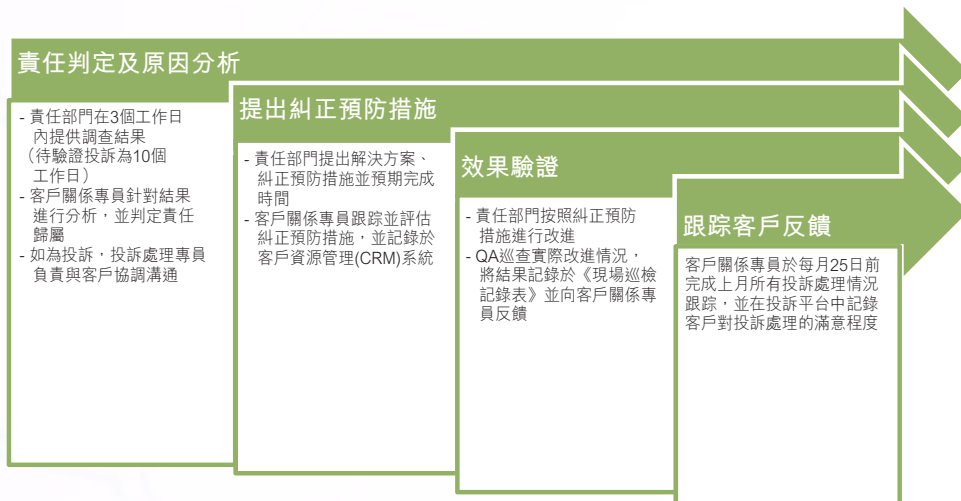 責任判定及原因分析
- 責任部門在3個工作日
內提供調查結果
（待驗證投訴為10個
工作日）
- 客戶關係專員針對結果
進行分析，並判定責任
歸屬
- 如為投訴，投訴處理專員
負責與客戶協調溝通
提出糾正預防措施
- 責任部門提出解決方案、
糾正預防措施並預期完成
時間
- 客戶關係專員跟踪並評估
糾正預防措施，並記錄於
客戶資源管理(CRM)系統
效果驗證
- 責任部門按照糾正預防
措施進行改進
- QA巡查實際改進情況，
將結果記錄於《現場巡檢
記錄表》並向客戶關係專
員反饋
跟踪客戶反饋
客戶關係專員於每月25日前
完成上月所有投訴處理情況
跟踪，並在投訴平台中記錄
客戶對投訴處理的滿意程度